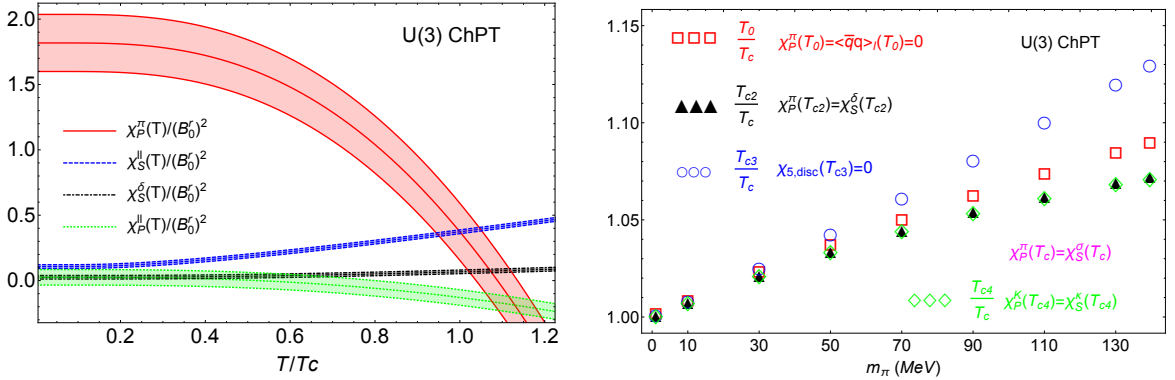 2.0
1.5
1.0
0.5
0.0
U(3) ChPT
χ_P^π(T)/(B_0^r)^2
χ_S^ll(T)/(B_0^r)^2
χ_S^δ(T)/(B_0^r)^2
χ_P^ll(T)/(B_0^r)^2
0.2 0.4 0.6 0.8 1.0 1.2
T/Tc
1.15
1.10
1.05
1.00
T_0/T_c χ_P^π(T_0)=<q̄q>_l(T_0)=0
U(3) ChPT
T_c2/T_c χ_P^π(T_c2)=χ_S^δ(T_c2)
T_c3/T_c χ_5,disc(T_c3)=0
χ_P^π(T_c)=χ_S^σ(T_c)
T_c4/T_c χ_P^K(T_c4)=χ_S^κ(T_c4)
0 10 30 50 70 90 110 130
m_π (MeV)